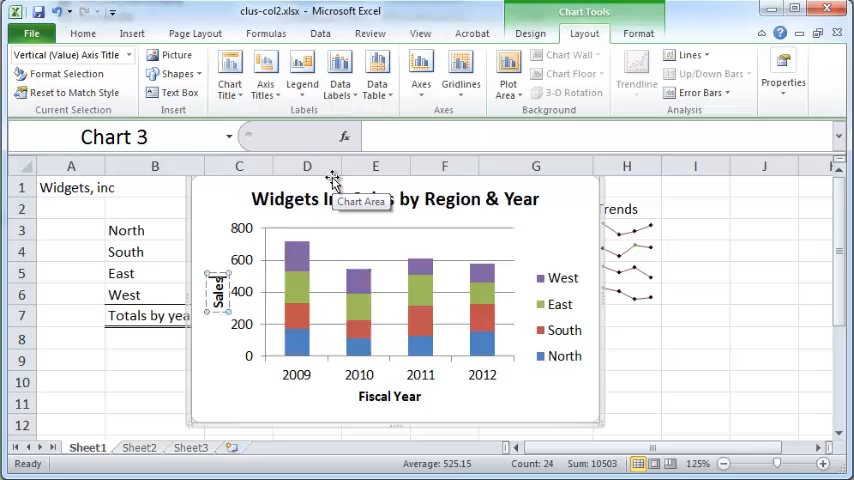 clus-col2.xlsx - Microsoft Excel
Chart Tools
File Home Insert Page Layout Formulas Data Review View Acrobat Design Layout Format
Vertical (Value) Axis Title
Format Selection
Reset to Match Style
Current Selection
Picture
Shapes
Text Box
Insert
Chart Title
Axis Titles
Legend
Data Labels
Data Table
Labels
Axes
Gridlines
Axes
Plot Area
Chart Wall
Chart Floor
3-D Rotation
Background
Trendline
Lines
Up/Down Bars
Error Bars
Analysis
Properties
Chart 3 fx
A B C D E F G H I J
1 Widgets, inc
2 Trends
3 North
4 South
5 East
6 West
7 Totals by yea
8
9
10
11
12
Widgets In Sales by Region & Year
Chart Area
800
600
400
200
0
Sales
2009 2010 2011 2012
Fiscal Year
West
East
South
North
Sheet1 Sheet2 Sheet3
Ready Average: 525.15 Count: 24 Sum: 10503 125%